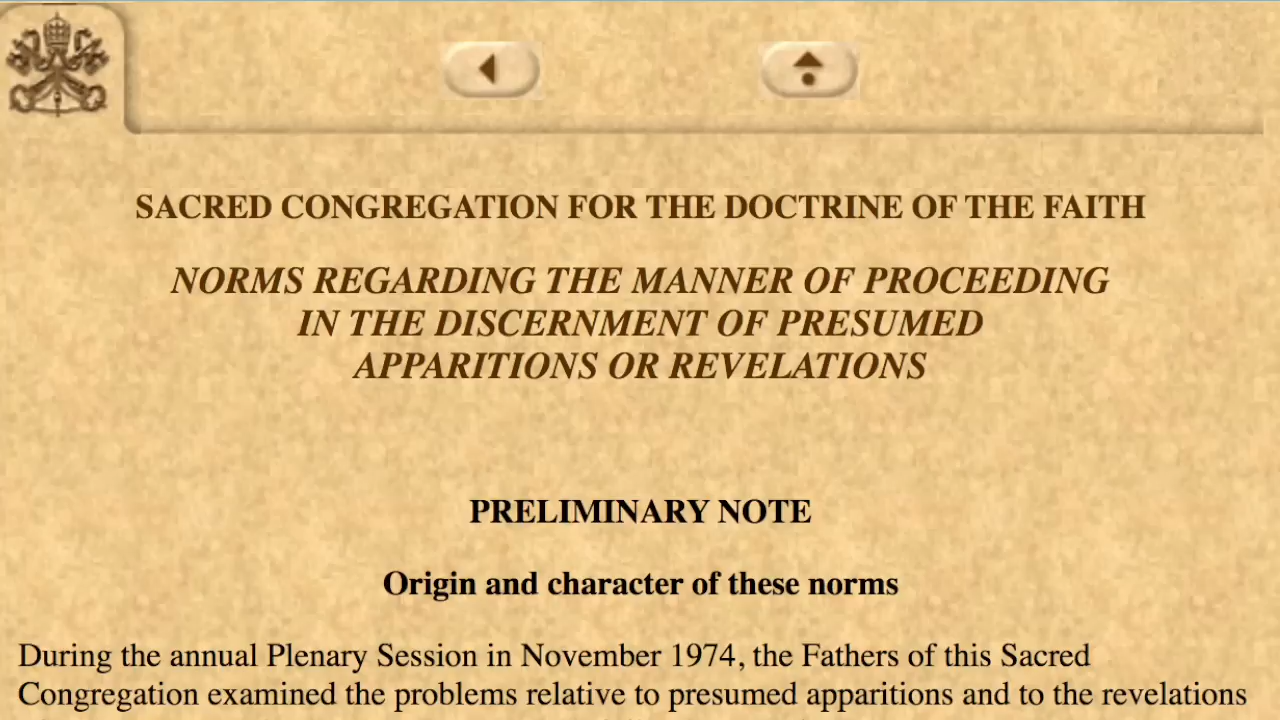 SACRED CONGREGATION FOR THE DOCTRINE OF THE FAITH
NORMS REGARDING THE MANNER OF PROCEEDING
IN THE DISCERNMENT OF PRESUMED
APPARITIONS OR REVELATIONS
PRELIMINARY NOTE
Origin and character of these norms
During the annual Plenary Session in November 1974, the Fathers of this Sacred
Congregation examined the problems relative to presumed apparitions and to the revelations